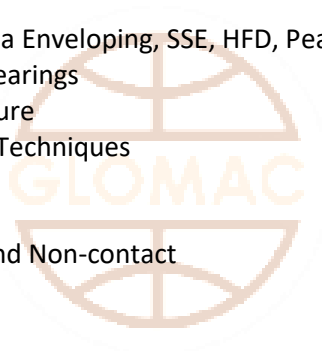 a Enveloping, SSE, HFD, Pea
earings
ure
Techniques
GLOMAC
nd Non-contact